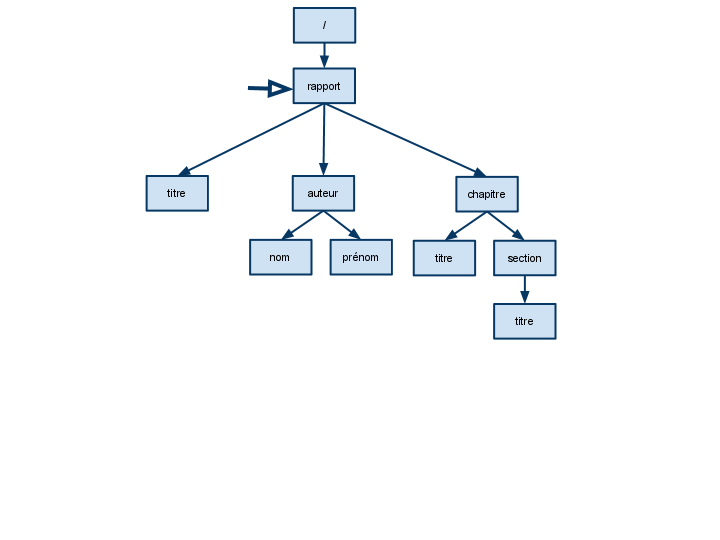 /
rapport
titre
auteur
chapitre
nom
prénom
titre
section
titre